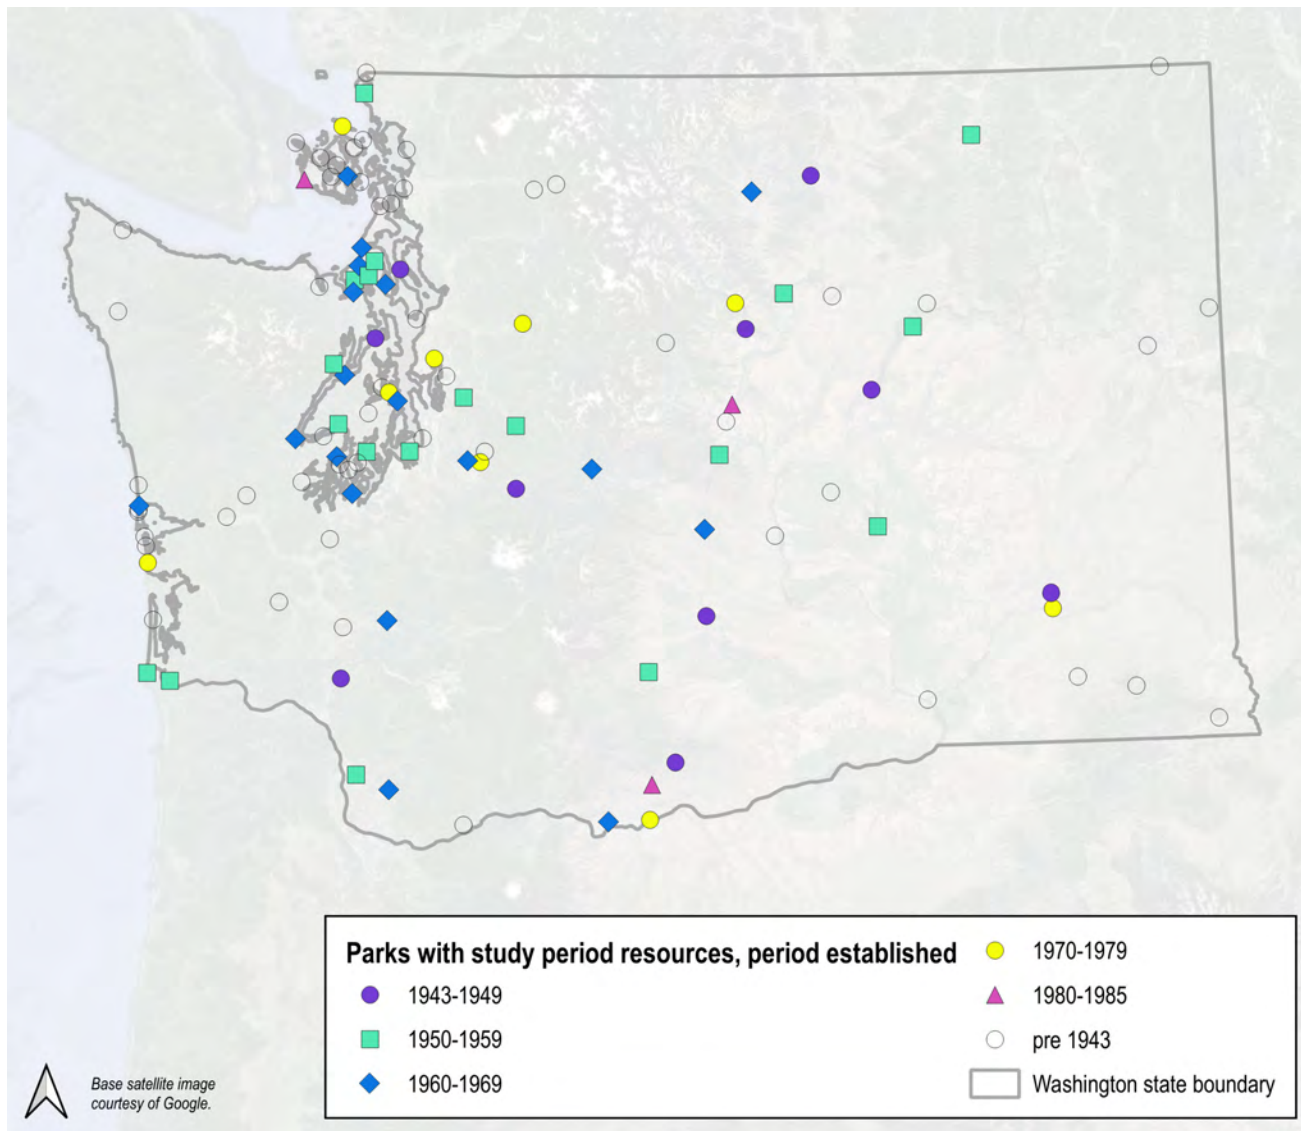 Parks with study period resources, period established
1943-1949
1950-1959
1960-1969
1970-1979
1980-1985
pre 1943
Washington state boundary
Base satellite image
courtesy of Google.